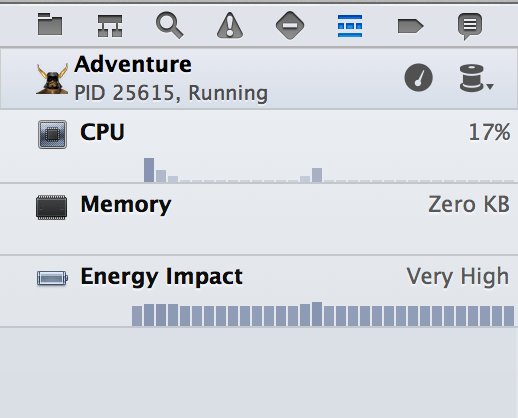 Adventure
PID 25615, Running
CPU 17%
Memory Zero KB
Energy Impact Very High